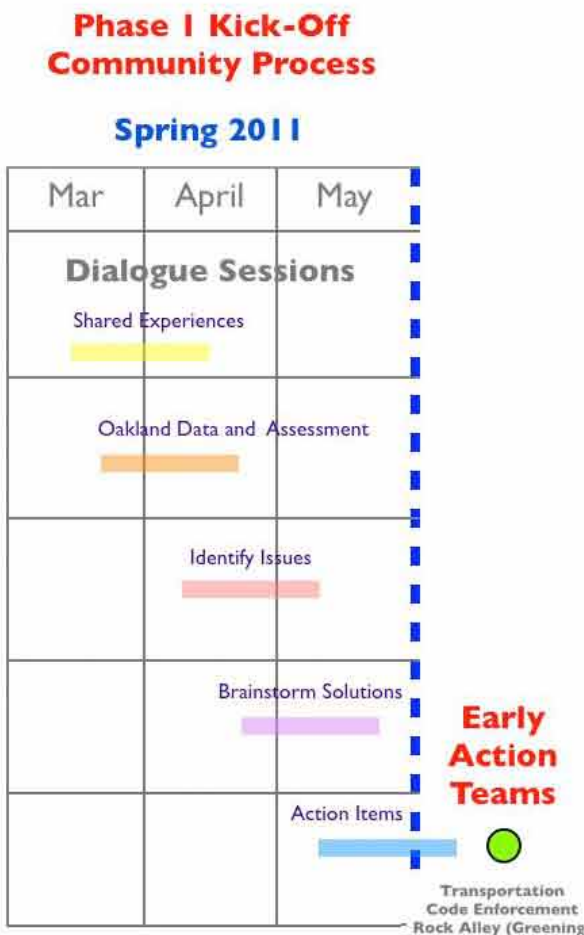 Phase 1 Kick-Off
Community Process
Spring 2011
Mar April May
Dialogue Sessions
Shared Experiences
Oakland Data and Assessment
Identify Issues
Brainstorm Solutions
Early
Action
Teams
Action Items
Transportation
Code Enforcement
Rock Alley (Greening